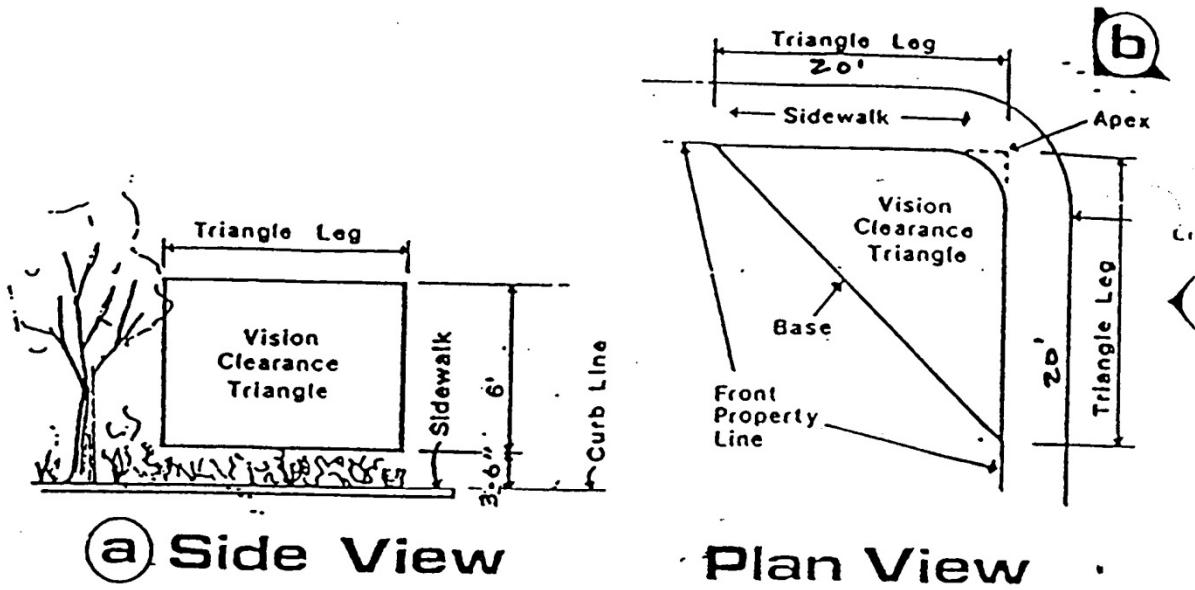 Triangle Leg
Vision
Clearance
Triangle
Sidewalk
3'-6"
6'
Curb Line
a Side View
b
Triangle Leg
20'
Sidewalk
Apex
Vision
Clearance
Triangle
Base
Triangle Leg
20'
Front
Property
Line
Plan View